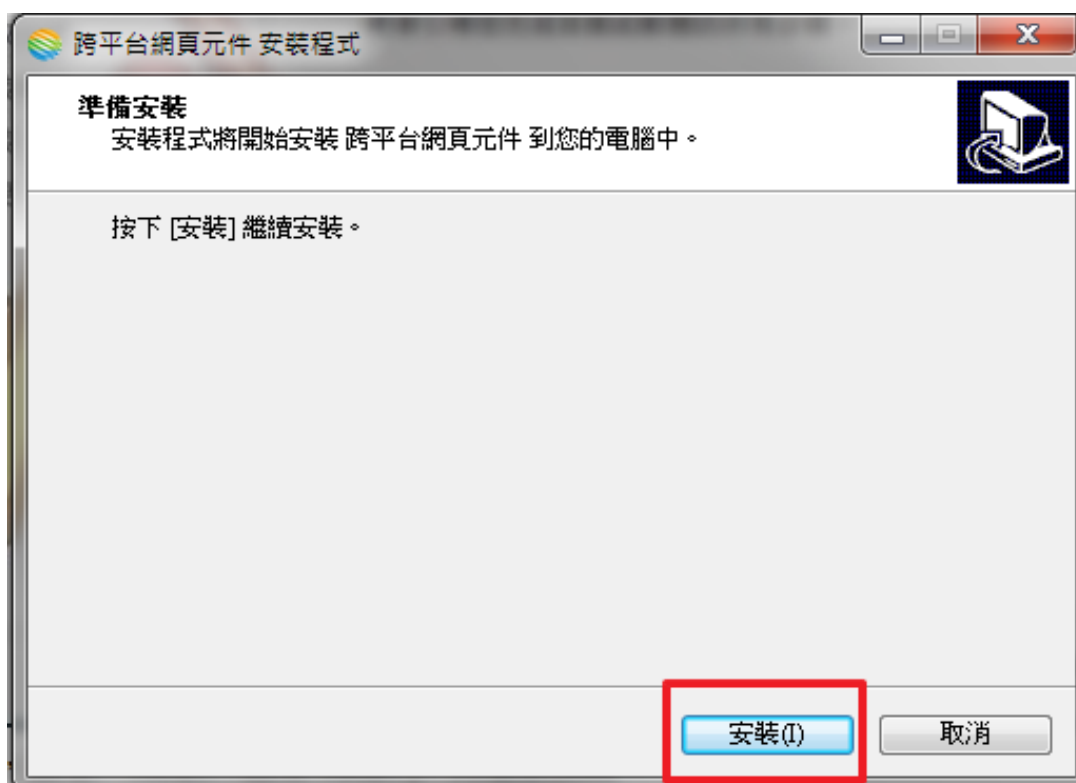 跨平台網頁元件 安裝程式
準備安裝
安裝程式將開始安裝 跨平台網頁元件 到您的電腦中。
按下 [安裝] 繼續安裝。
安裝(I)
取消